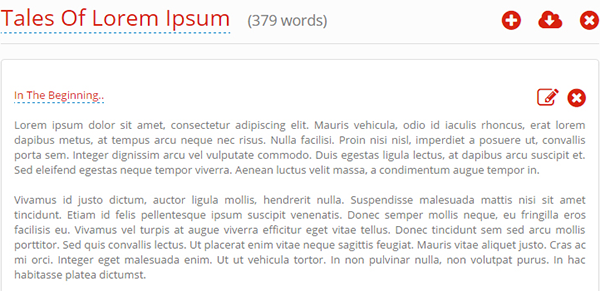 Tales Of Lorem Ipsum (379 words)
In The Beginning..
Lorem ipsum dolor sit amet, consectetur adipiscing elit. Mauris vehicula, odio id iaculis rhoncus, erat lorem
dapibus metus, at tempus arcu neque nec risus. Nulla facilisi. Proin nisi nisl, imperdiet a posuere ut, convallis
porta sem. Integer dignissim arcu vel vulputate commodo. Duis egestas ligula lectus, at dapibus arcu suscipit et.
Sed eleifend egestas neque tempor viverra. Aenean luctus velit massa, a condimentum augue tempor in.
Vivamus id justo dictum, auctor ligula mollis, hendrerit nulla. Suspendisse malesuada mattis nisi sit amet
tincidunt. Etiam id felis pellentesque ipsum suscipit venenatis. Donec semper mollis neque, eu fringilla eros
facilisis eu. Vivamus vel turpis at augue viverra efficitur eget vitae tellus. Donec tincidunt sem sed arcu mollis
porttitor. Sed quis convallis lectus. Ut placerat enim vitae neque sagittis feugiat. Mauris vitae aliquet justo. Cras ac
mi orci. Integer eget malesuada enim. Ut ut vehicula tortor. In non pulvinar nulla, non volutpat purus. In hac
habitasse platea dictumst.